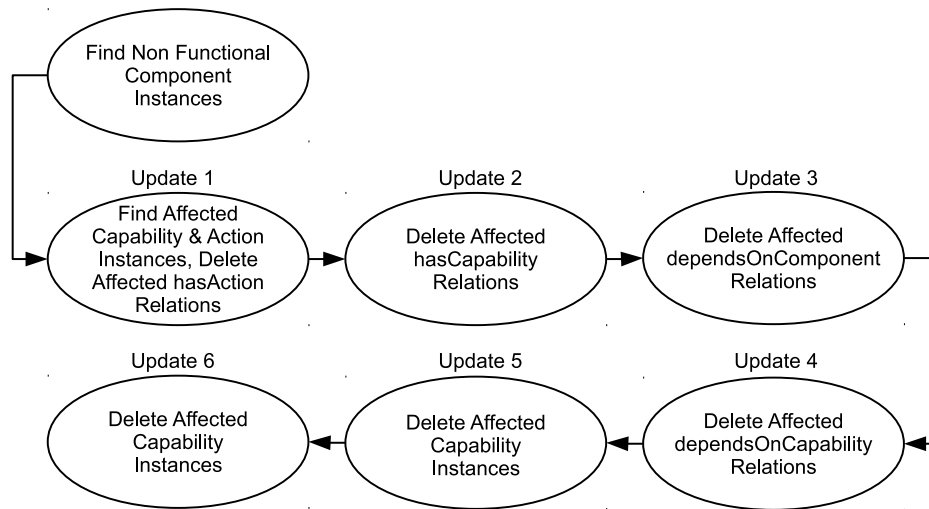 Find Non Functional
Component
Instances
Update 1
Find Affected
Capability & Action
Instances, Delete
Affected hasAction
Relations
Update 2
Delete Affected
hasCapability
Relations
Update 3
Delete Affected
dependsOnComponent
Relations
Update 6
Delete Affected
Capability
Instances
Update 5
Delete Affected
Capability
Instances
Update 4
Delete Affected
dependsOnCapability
Relations